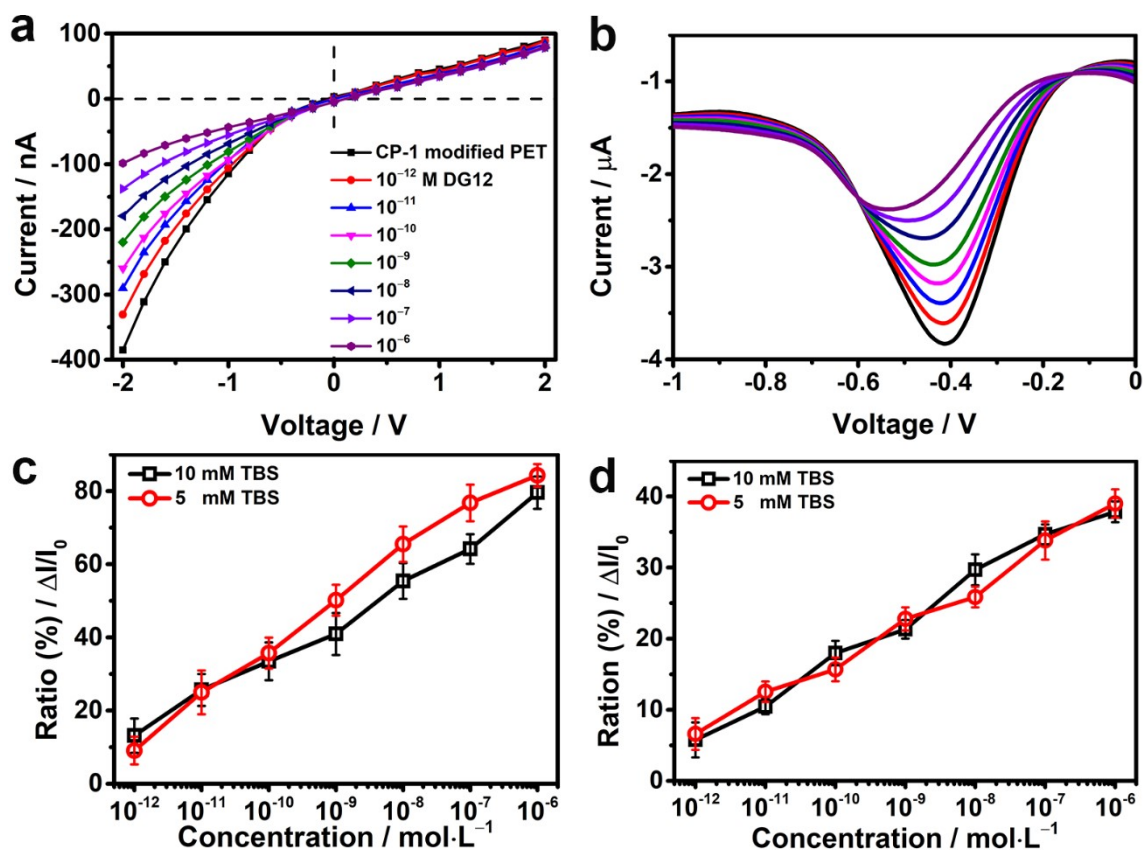 a
100
0
-100
-200
-300
-400
Current / nA
-2
-1
0
1
2
Voltage / V
CP-1 modified PET
10⁻¹² M DG12
10⁻¹¹
10⁻¹⁰
10⁻⁹
10⁻⁸
10⁻⁷
10⁻⁶
b
-1
-2
-3
-4
Current / μA
-1
-0.8
-0.6
-0.4
-0.2
0
Voltage / V
c
80
60
40
20
0
Ratio (%) / ΔI/I₀
10 mM TBS
5 mM TBS
10⁻¹²
10⁻¹¹
10⁻¹⁰
10⁻⁹
10⁻⁸
10⁻⁷
10⁻⁶
Concentration / mol·L⁻¹
d
40
30
20
10
0
Ration (%) / ΔI/I₀
10 mM TBS
5 mM TBS
10⁻¹²
10⁻¹¹
10⁻¹⁰
10⁻⁹
10⁻⁸
10⁻⁷
10⁻⁶
Concentration / mol·L⁻¹